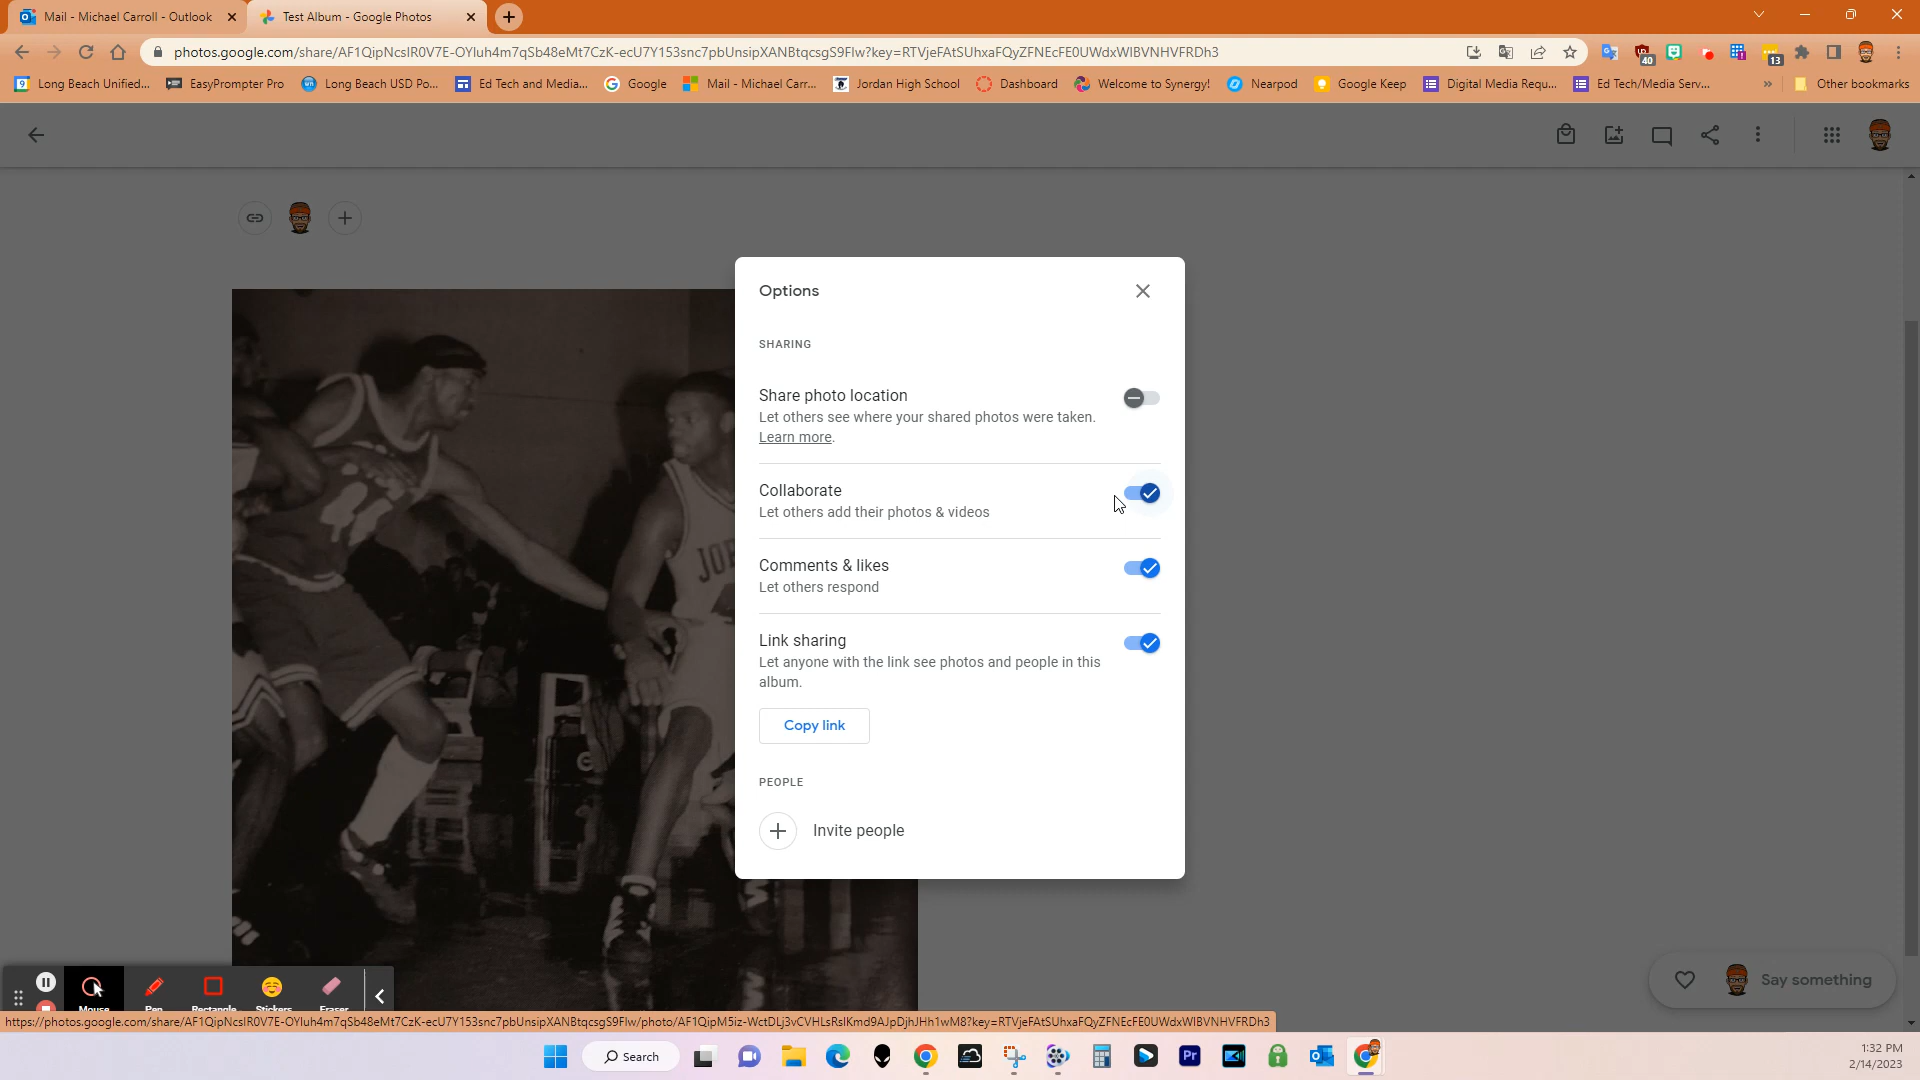 Mail - Michael Carroll - Outlook
Test Album - Google Photos
photos.google.com/share/AF1QipNcsIR0V7E-OYluh4m7qSb48eMt7CzK-ecU7Y153snc7pbUnsipXANBtqcsgS9Flw?key=RTVjeFAtSUhxaFQyZFNEcFE0UWdxWlBVNHVFRDh3
40
13
Long Beach Unified...
EasyPrompter Pro
Long Beach USD Po...
Ed Tech and Media...
Google
Mail - Michael Carr...
Jordan High School
Dashboard
Welcome to Synergy!
Nearpod
Google Keep
Digital Media Requ...
Ed Tech/Media Serv...
»
Other bookmarks
Options
SHARING
Share photo location
Let others see where your shared photos were taken.
Learn more.
Collaborate
Let others add their photos & videos
Comments & likes
Let others respond
Link sharing
Let anyone with the link see photos and people in this
album.
Copy link
PEOPLE
Invite people
Say something
Mouse
Pen
Rectangle
Stickers
Eraser
https://photos.google.com/share/AF1QipNcsIR0V7E-OYluh4m7qSb48eMt7CzK-ecU7Y153snc7pbUnsipXANBtqcsgS9Flw/photo/AF1QipM5iz-WctDLj3vCVHLsRslKmd9AJpDjhJHh1wM8?key=RTVjeFAtSUhxaFQyZFNEcFE0UWdxWlBVNHVFRDh3
Search
1:32 PM
2/14/2023